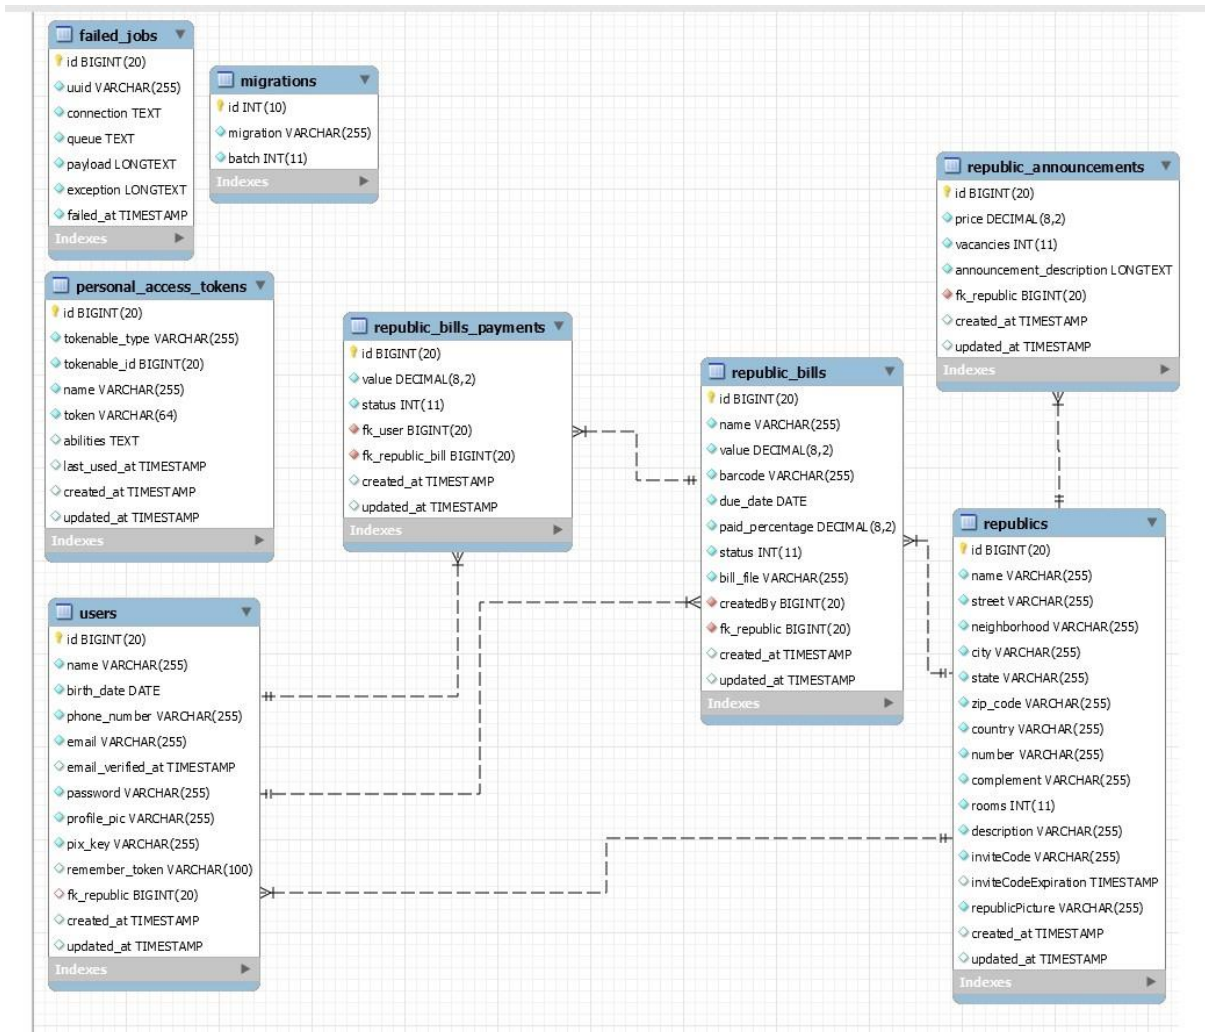 failed_jobs
id BIGINT(20)
uuid VARCHAR(255)
connection TEXT
queue TEXT
payload LONGTEXT
exception LONGTEXT
failed_at TIMESTAMP
Indexes
migrations
id INT(10)
migration VARCHAR(255)
batch INT(11)
Indexes
republic_announcements
id BIGINT(20)
price DECIMAL(8,2)
vacancies INT(11)
announcement_description LONGTEXT
fk_republic BIGINT(20)
created_at TIMESTAMP
updated_at TIMESTAMP
Indexes
personal_access_tokens
id BIGINT(20)
tokenable_type VARCHAR(255)
tokenable_id BIGINT(20)
name VARCHAR(255)
token VARCHAR(64)
abilities TEXT
last_used_at TIMESTAMP
created_at TIMESTAMP
updated_at TIMESTAMP
Indexes
republic_bills_payments
id BIGINT(20)
value DECIMAL(8,2)
status INT(11)
fk_user BIGINT(20)
fk_republic_bill BIGINT(20)
created_at TIMESTAMP
updated_at TIMESTAMP
Indexes
republic_bills
id BIGINT(20)
name VARCHAR(255)
value DECIMAL(8,2)
barcode VARCHAR(255)
due_date DATE
paid_percentage DECIMAL(8,2)
status INT(11)
bill_file VARCHAR(255)
createdBy BIGINT(20)
fk_republic BIGINT(20)
created_at TIMESTAMP
updated_at TIMESTAMP
Indexes
republics
id BIGINT(20)
name VARCHAR(255)
street VARCHAR(255)
neighborhood VARCHAR(255)
city VARCHAR(255)
state VARCHAR(255)
zip_code VARCHAR(255)
country VARCHAR(255)
number VARCHAR(255)
complement VARCHAR(255)
rooms INT(11)
description VARCHAR(255)
inviteCode VARCHAR(255)
inviteCodeExpiration TIMESTAMP
republicPicture VARCHAR(255)
created_at TIMESTAMP
updated_at TIMESTAMP
Indexes
users
id BIGINT(20)
name VARCHAR(255)
birth_date DATE
phone_number VARCHAR(255)
email VARCHAR(255)
email_verified_at TIMESTAMP
password VARCHAR(255)
profile_pic VARCHAR(255)
pix_key VARCHAR(255)
remember_token VARCHAR(100)
fk_republic BIGINT(20)
created_at TIMESTAMP
updated_at TIMESTAMP
Indexes